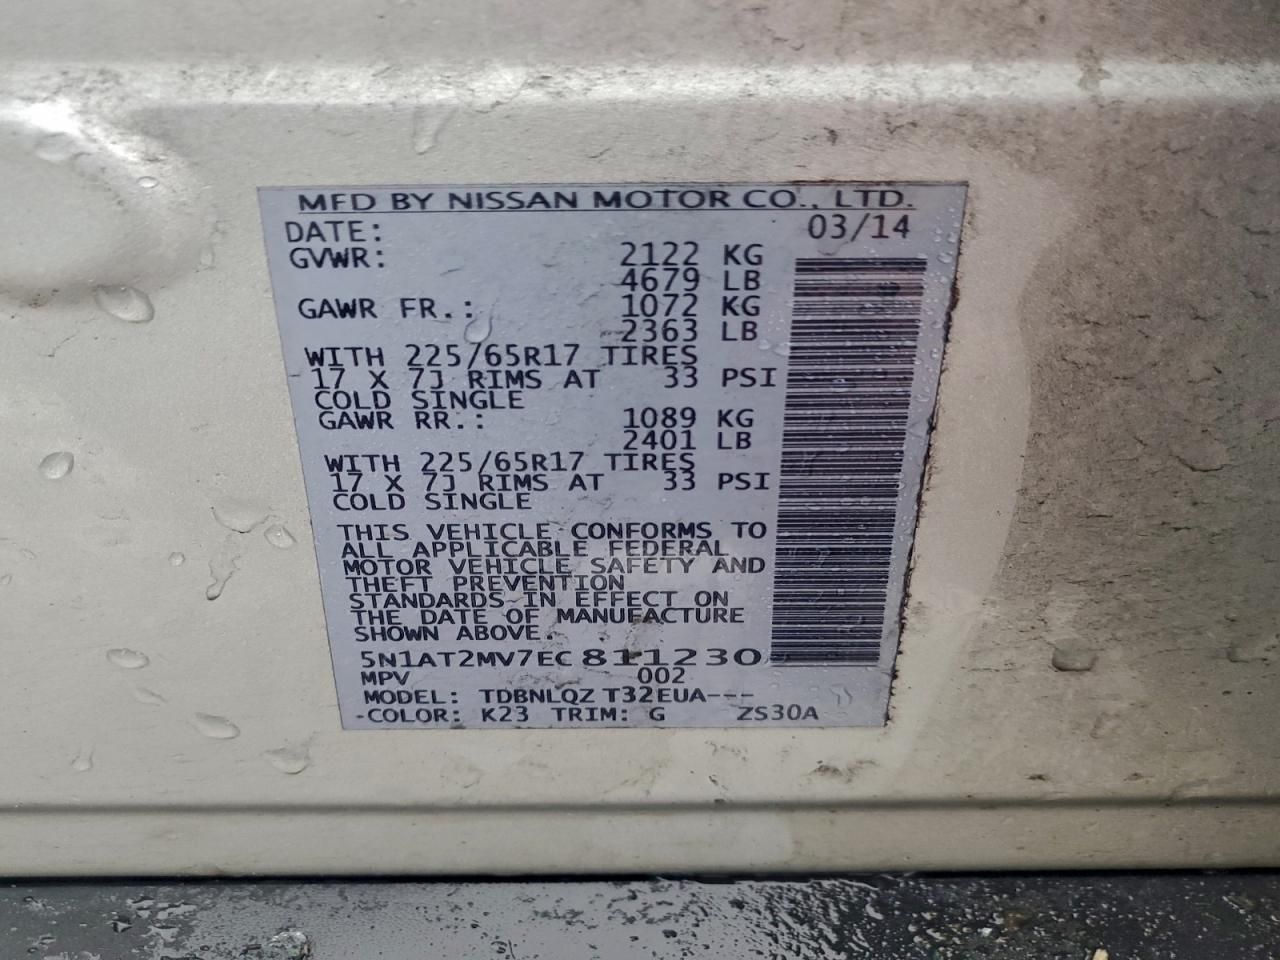 MFD BY NISSAN MOTOR CO., LTD.
DATE: 03/14
GVWR: 2122 KG
4679 LB
GAWR FR.: 1072 KG
2363 LB
WITH 225/65R17 TIRES
17 X 7J RIMS AT 33 PSI
COLD SINGLE
GAWR RR.: 1089 KG
2401 LB
WITH 225/65R17 TIRES
17 X 7J RIMS AT 33 PSI
COLD SINGLE
THIS VEHICLE CONFORMS TO
ALL APPLICABLE FEDERAL
MOTOR VEHICLE SAFETY AND
THEFT PREVENTION
STANDARDS IN EFFECT ON
THE DATE OF MANUFACTURE
SHOWN ABOVE.
5N1AT2MV7EC811230
MPV 002
MODEL: TDBNLQZ T32EUA---
-COLOR: K23 TRIM: G ZS30A